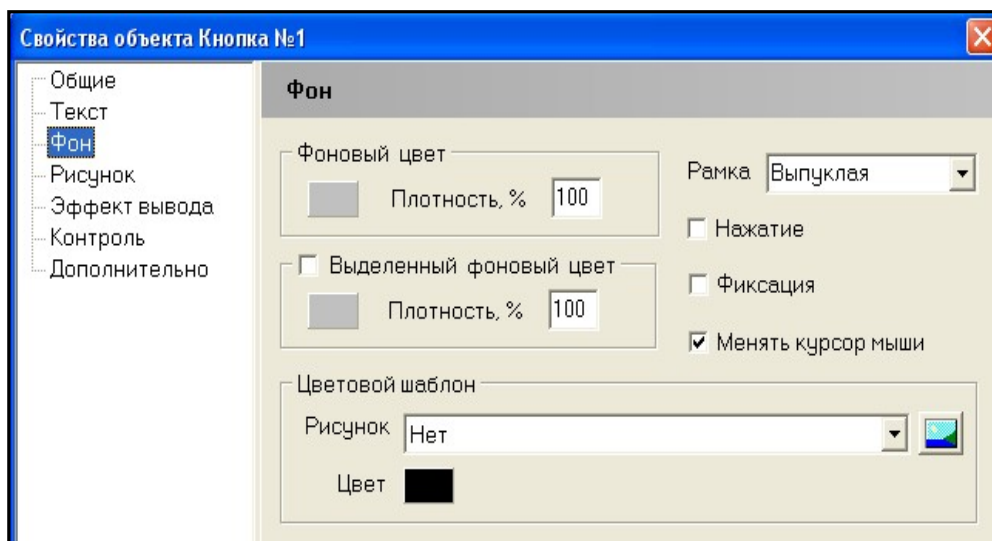 Свойства объекта Кнопка №1
Общие
Текст
Фон
Рисунок
Эффект вывода
Контроль
Дополнительно
Фон
Фоновый цвет
Плотность, % 100
Выделенный фоновый цвет
Плотность, % 100
Рамка Выпуклая
Нажатие
Фиксация
Менять курсор мыши
Цветовой шаблон
Рисунок Нет
Цвет